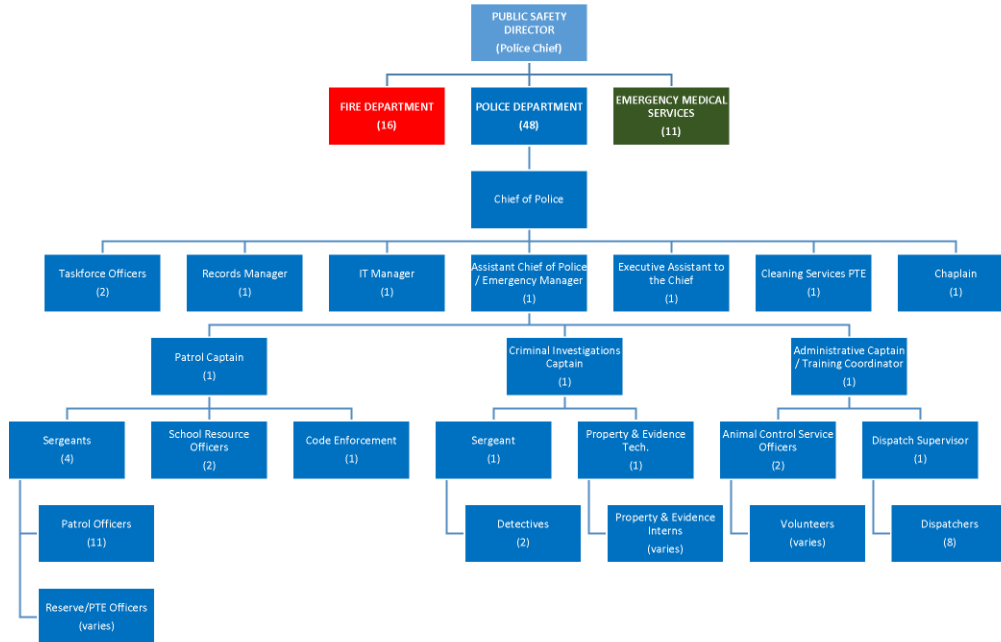 PUBLIC SAFETY
DIRECTOR
(Police Chief)
FIRE DEPARTMENT
(16)
POLICE DEPARTMENT
(48)
EMERGENCY MEDICAL
SERVICES
(11)
Chief of Police
Taskforce Officers
(2)
Records Manager
(1)
IT Manager
(1)
Assistant Chief of Police
/ Emergency Manager
(1)
Executive Assistant to
the Chief
(1)
Cleaning Services PTE
(1)
Chaplain
(1)
Patrol Captain
(1)
Criminal Investigations
Captain
(1)
Administrative Captain
/ Training Coordinator
(1)
Sergeants
(4)
School Resource
Officers
(2)
Code Enforcement
(1)
Sergeant
(1)
Property & Evidence
Tech.
(1)
Animal Control Service
Officers
(2)
Dispatch Supervisor
(1)
Patrol Officers
(11)
Detectives
(2)
Property & Evidence
Interns
(varies)
Volunteers
(varies)
Dispatchers
(8)
Reserve/PTE Officers
(varies)